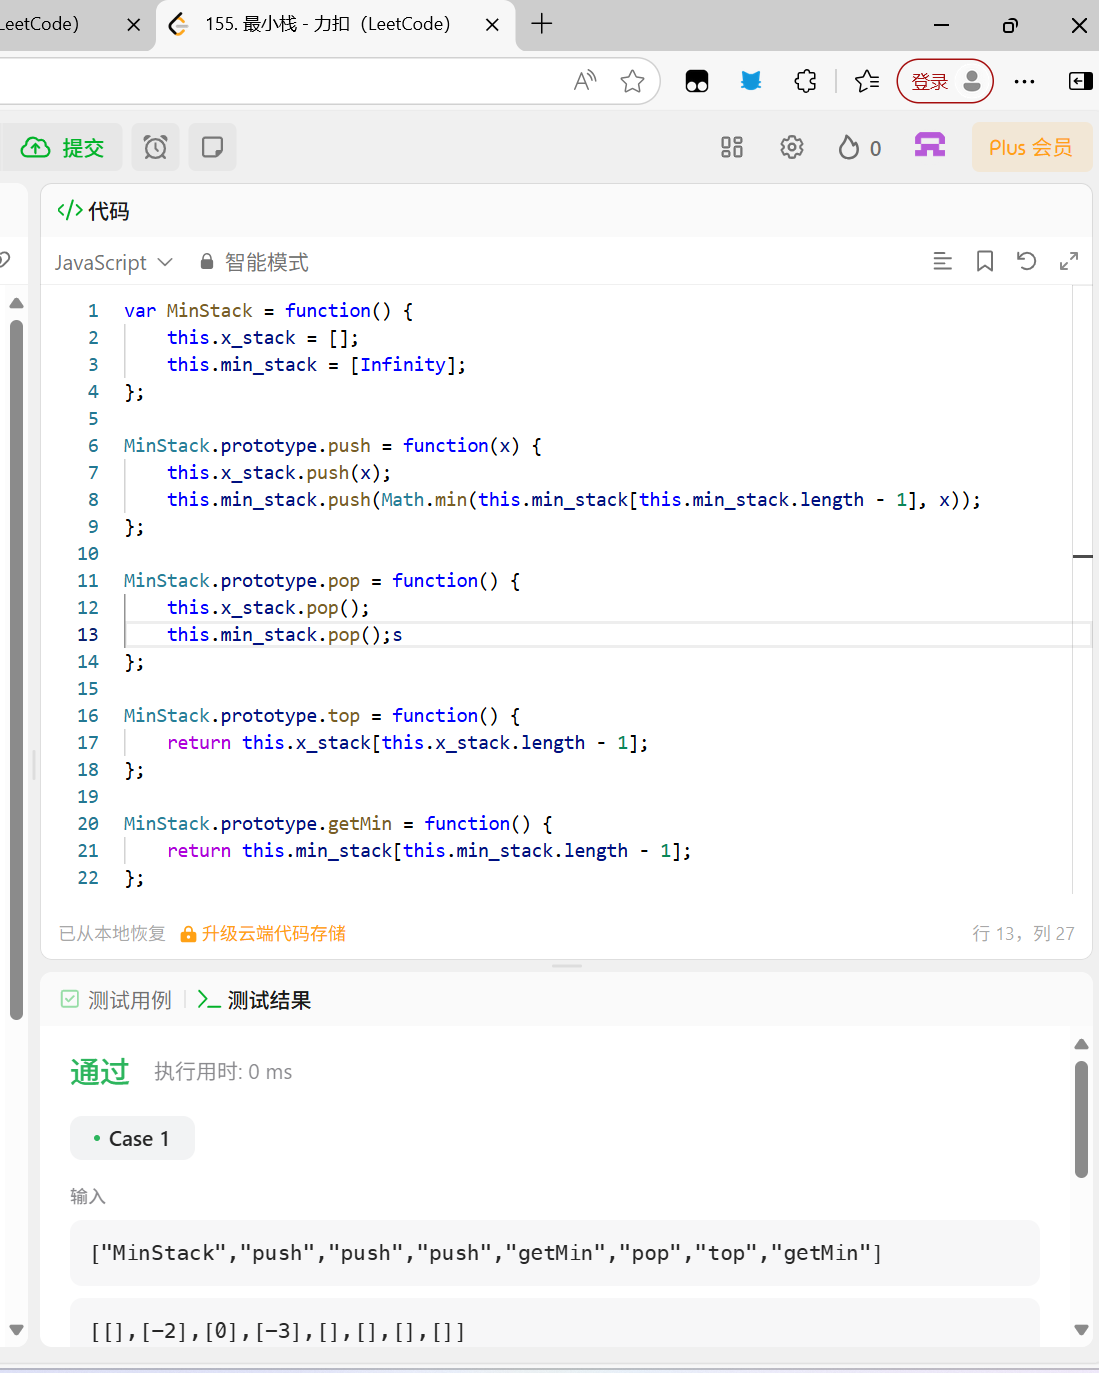 LeetCode）
155. 最小栈 - 力扣（LeetCode）
登录
提交
0
Plus 会员
代码
JavaScript
智能模式
1 var MinStack = function() {
2     this.x_stack = [];
3     this.min_stack = [Infinity];
4 };
5
6 MinStack.prototype.push = function(x) {
7     this.x_stack.push(x);
8     this.min_stack.push(Math.min(this.min_stack[this.min_stack.length - 1], x));
9 };
10
11 MinStack.prototype.pop = function() {
12     this.x_stack.pop();
13     this.min_stack.pop();s
14 };
15
16 MinStack.prototype.top = function() {
17     return this.x_stack[this.x_stack.length - 1];
18 };
19
20 MinStack.prototype.getMin = function() {
21     return this.min_stack[this.min_stack.length - 1];
22 };
已从本地恢复 升级云端代码存储 行 13，列 27
测试用例 测试结果
通过 执行用时: 0 ms
Case 1
输入
["MinStack","push","push","push","getMin","pop","top","getMin"]
[[],[-2],[0],[-3],[],[],[],[]]